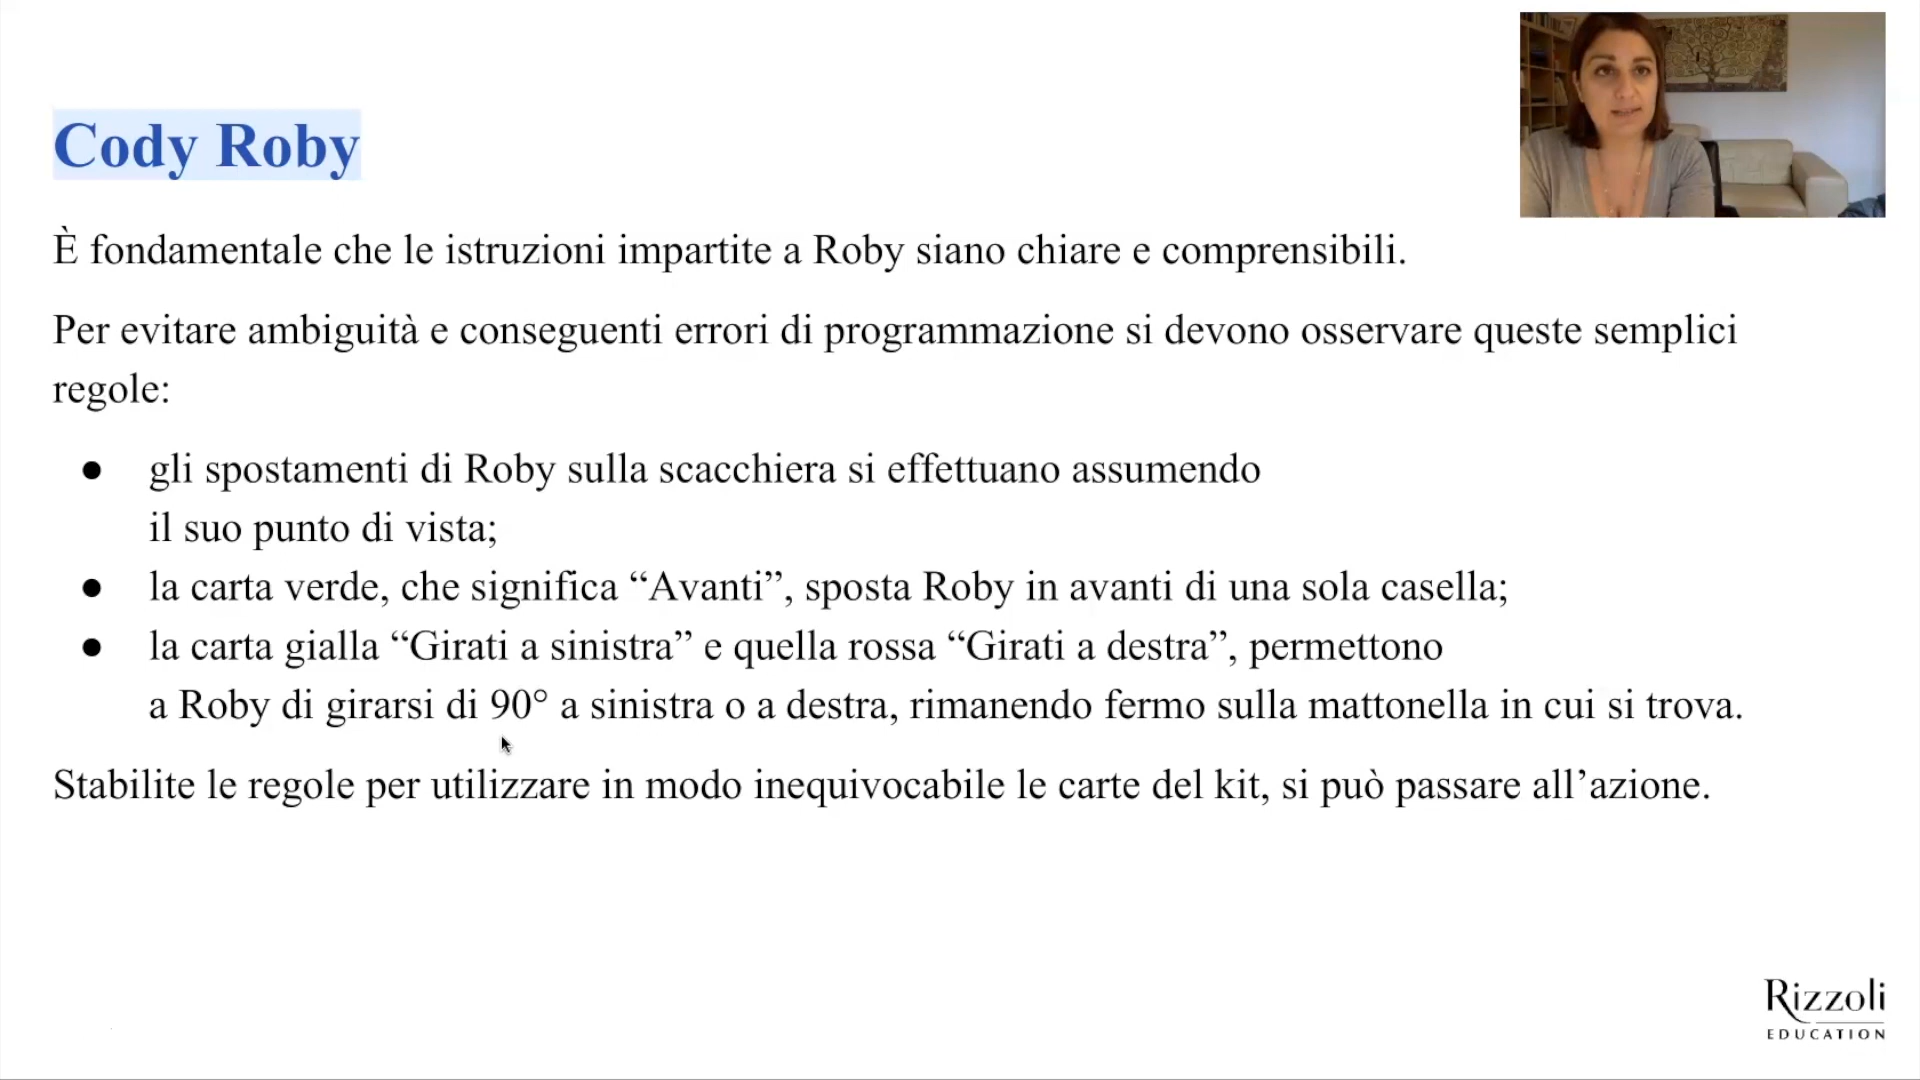 Cody Roby
È fondamentale che le istruzioni impartite a Roby siano chiare e comprensibili.
Per evitare ambiguità e conseguenti errori di programmazione si devono osservare queste semplici
regole:
● gli spostamenti di Roby sulla scacchiera si effettuano assumendo
il suo punto di vista;
● la carta verde, che significa “Avanti”, sposta Roby in avanti di una sola casella;
● la carta gialla “Girati a sinistra” e quella rossa “Girati a destra”, permettono
a Roby di girarsi di 90° a sinistra o a destra, rimanendo fermo sulla mattonella in cui si trova.
Stabilite le regole per utilizzare in modo inequivocabile le carte del kit, si può passare all’azione.
Rizzoli
EDUCATION